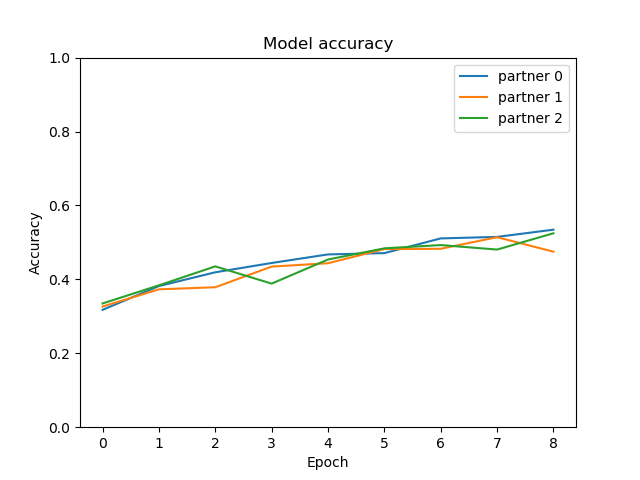 Model accuracy
1.0
0.8
0.6
0.4
0.2
0.0
Accuracy
partner 0
partner 1
partner 2
0 1 2 3 4 5 6 7 8
Epoch